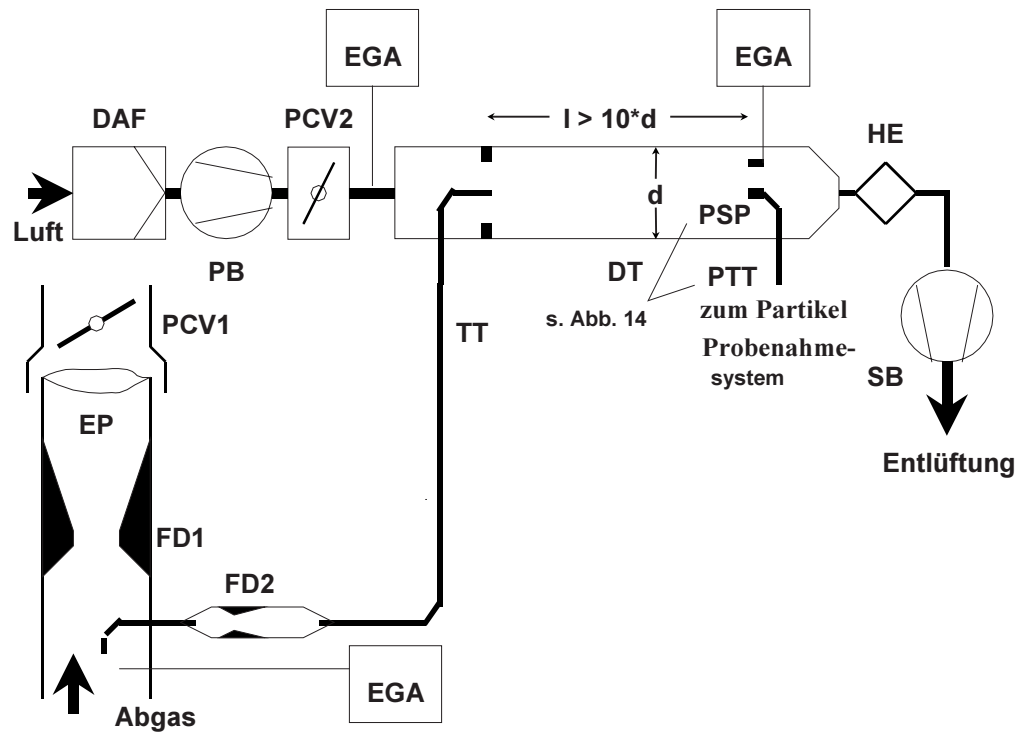 EGA
EGA
DAF
PCV2
l > 10*d
HE
Luft
d
PSP
PB
DT
PTT
PCV1
s. Abb. 14
zum Partikel
TT
Probenahme-
system
SB
EP
Entlüftung
FD1
FD2
EGA
Abgas